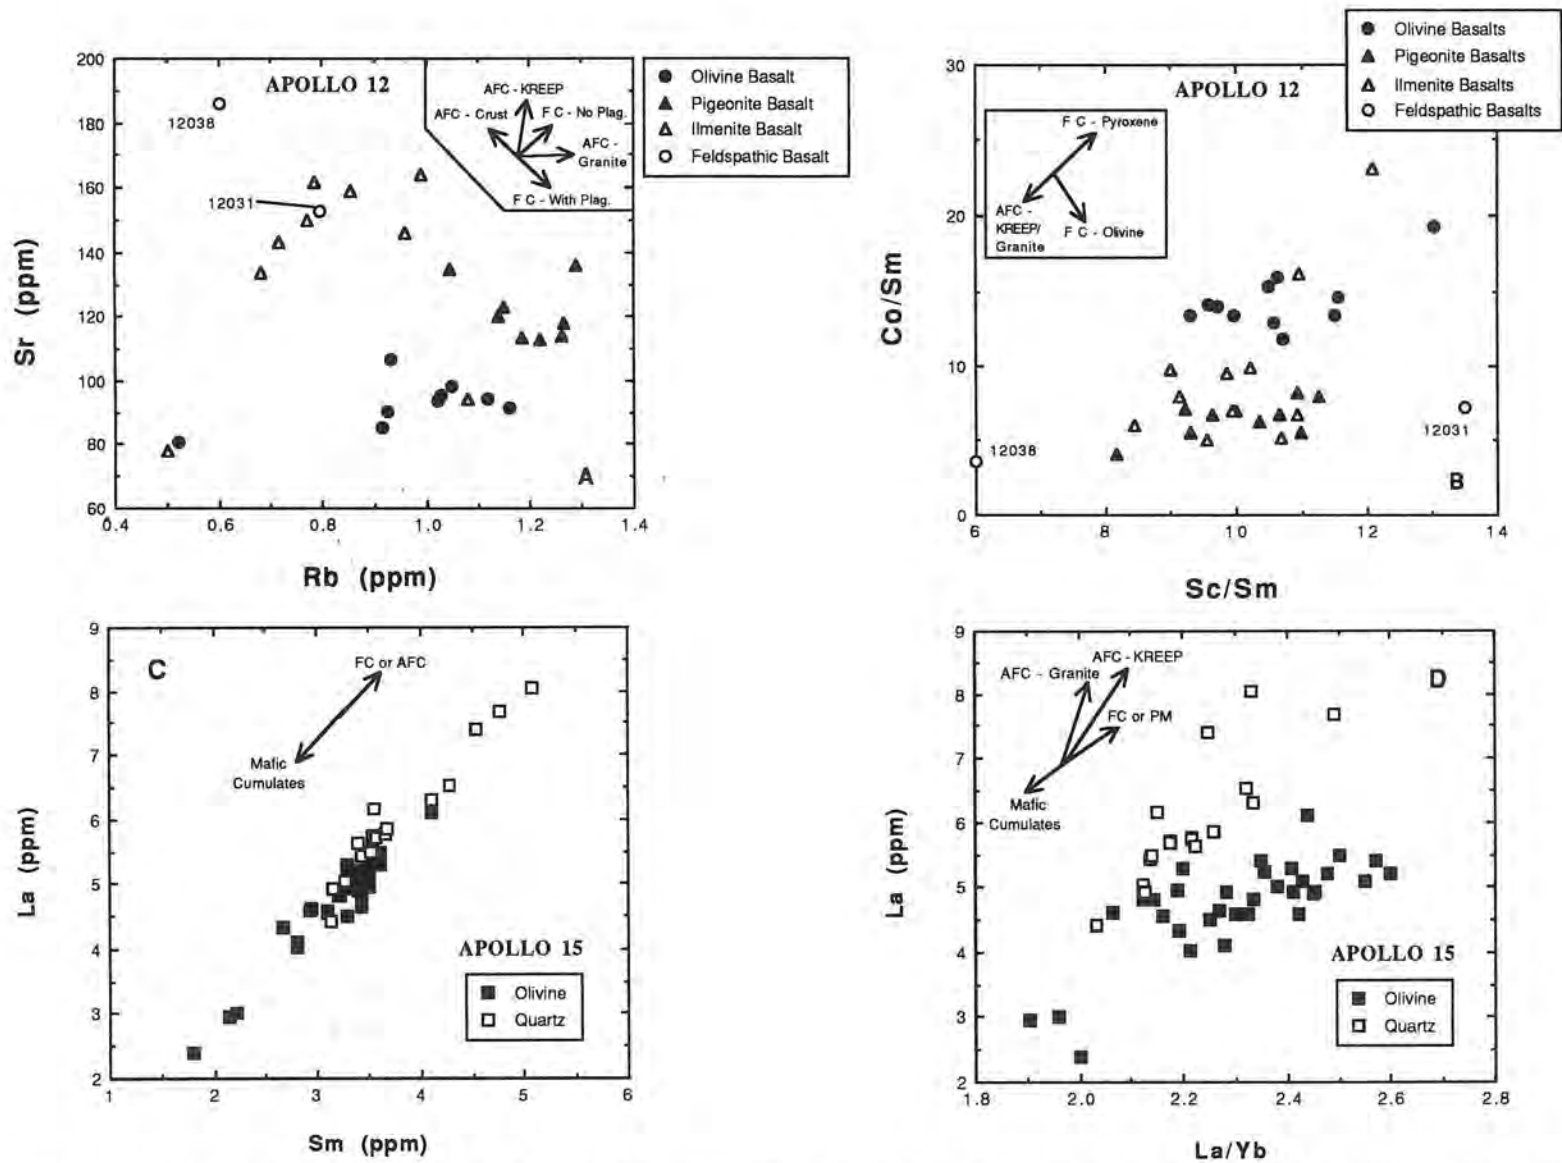 APOLLO 12
AFC - KREEP
AFC - Crust
F C - No Plag.
AFC -
Granite
F C - With Plag.
Olivine Basalt
Pigeonite Basalt
Ilmenite Basalt
Feldspathic Basalt
12038
12031
200
180
160
140
120
100
80
60
0.4
0.6
0.8
1.0
1.2
1.4
Sr (ppm)
Rb (ppm)
A
APOLLO 12
Olivine Basalts
Pigeonite Basalts
Ilmenite Basalts
Feldspathic Basalts
F C - Pyroxene
AFC -
KREEP/
Granite
F C - Olivine
12038
12031
30
20
10
0
6
8
10
12
14
Co/Sm
Sc/Sm
B
C
FC or AFC
Mafic
Cumulates
APOLLO 15
Olivine
Quartz
9
8
7
6
5
4
3
2
1
2
3
4
5
6
La (ppm)
Sm (ppm)
D
AFC - KREEP
AFC - Granite
FC or PM
Mafic
Cumulates
APOLLO 15
Olivine
Quartz
9
8
7
6
5
4
3
2
1.8
2.0
2.2
2.4
2.6
2.8
La (ppm)
La/Yb